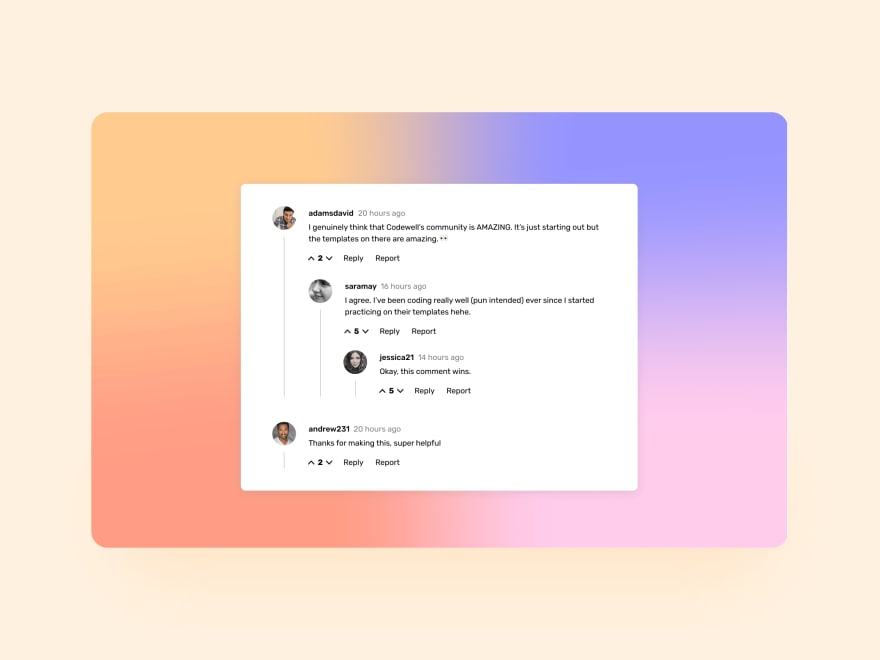 adamsdavid 20 hours ago
I genuinely think that Codewell's community is AMAZING. It's just starting out but
the templates on there are amazing. 👀
2 Reply Report
saramay 16 hours ago
I agree. I've been coding really well (pun intended) ever since I started
practicing on their templates hehe.
5 Reply Report
jessica21 14 hours ago
Okay, this comment wins.
5 Reply Report
andrew231 20 hours ago
Thanks for making this, super helpful
2 Reply Report